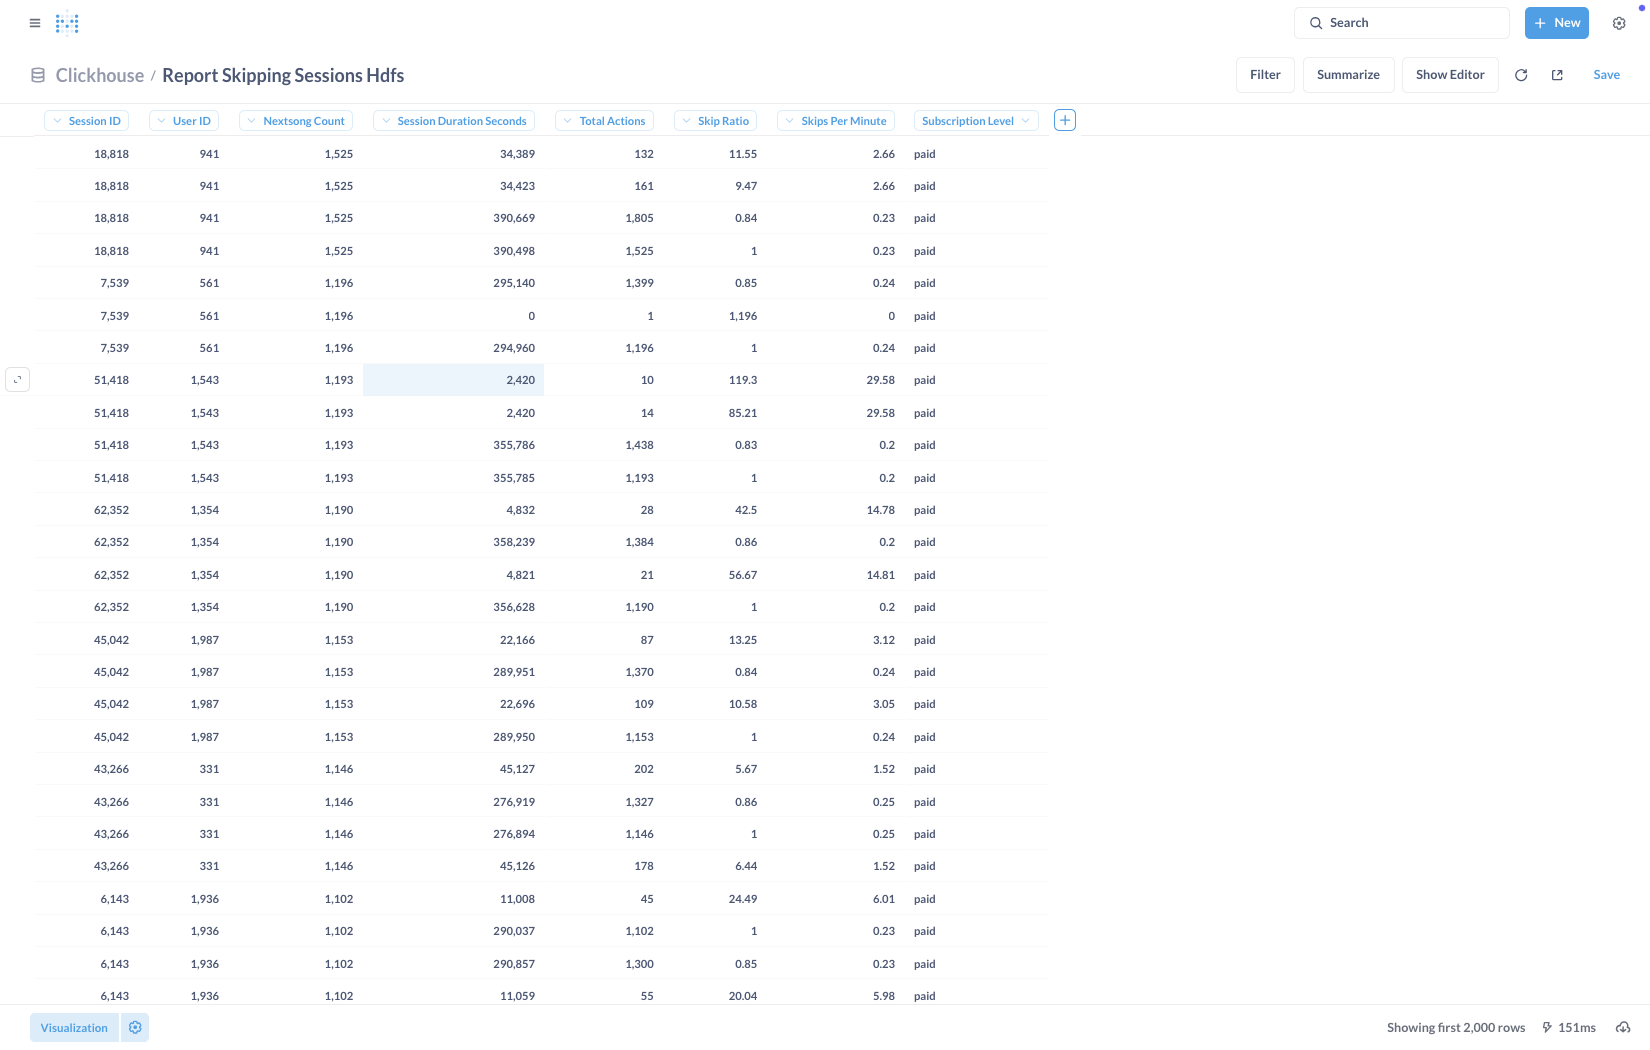 Search
New
Clickhouse / Report Skipping Sessions Hdfs
Filter Summarize Show Editor Save
Session ID User ID Nextsong Count Session Duration Seconds Total Actions Skip Ratio Skips Per Minute Subscription Level
18,818 941 1,525 34,389 132 11.55 2.66 paid
18,818 941 1,525 34,423 161 9.47 2.66 paid
18,818 941 1,525 390,669 1,805 0.84 0.23 paid
18,818 941 1,525 390,498 1,525 1 0.23 paid
7,539 561 1,196 295,140 1,399 0.85 0.24 paid
7,539 561 1,196 0 1 1,196 0 paid
7,539 561 1,196 294,960 1,196 1 0.24 paid
51,418 1,543 1,193 2,420 10 119.3 29.58 paid
51,418 1,543 1,193 2,420 14 85.21 29.58 paid
51,418 1,543 1,193 355,786 1,438 0.83 0.2 paid
51,418 1,543 1,193 355,785 1,193 1 0.2 paid
62,352 1,354 1,190 4,832 28 42.5 14.78 paid
62,352 1,354 1,190 358,239 1,384 0.86 0.2 paid
62,352 1,354 1,190 4,821 21 56.67 14.81 paid
62,352 1,354 1,190 356,628 1,190 1 0.2 paid
45,042 1,987 1,153 22,166 87 13.25 3.12 paid
45,042 1,987 1,153 289,951 1,370 0.84 0.24 paid
45,042 1,987 1,153 22,696 109 10.58 3.05 paid
45,042 1,987 1,153 289,950 1,153 1 0.24 paid
43,266 331 1,146 45,127 202 5.67 1.52 paid
43,266 331 1,146 276,919 1,327 0.86 0.25 paid
43,266 331 1,146 276,894 1,146 1 0.25 paid
43,266 331 1,146 45,126 178 6.44 1.52 paid
6,143 1,936 1,102 11,008 45 24.49 6.01 paid
6,143 1,936 1,102 290,037 1,102 1 0.23 paid
6,143 1,936 1,102 290,857 1,300 0.85 0.23 paid
6,143 1,936 1,102 11,059 55 20.04 5.98 paid
Visualization
Showing first 2,000 rows 151ms